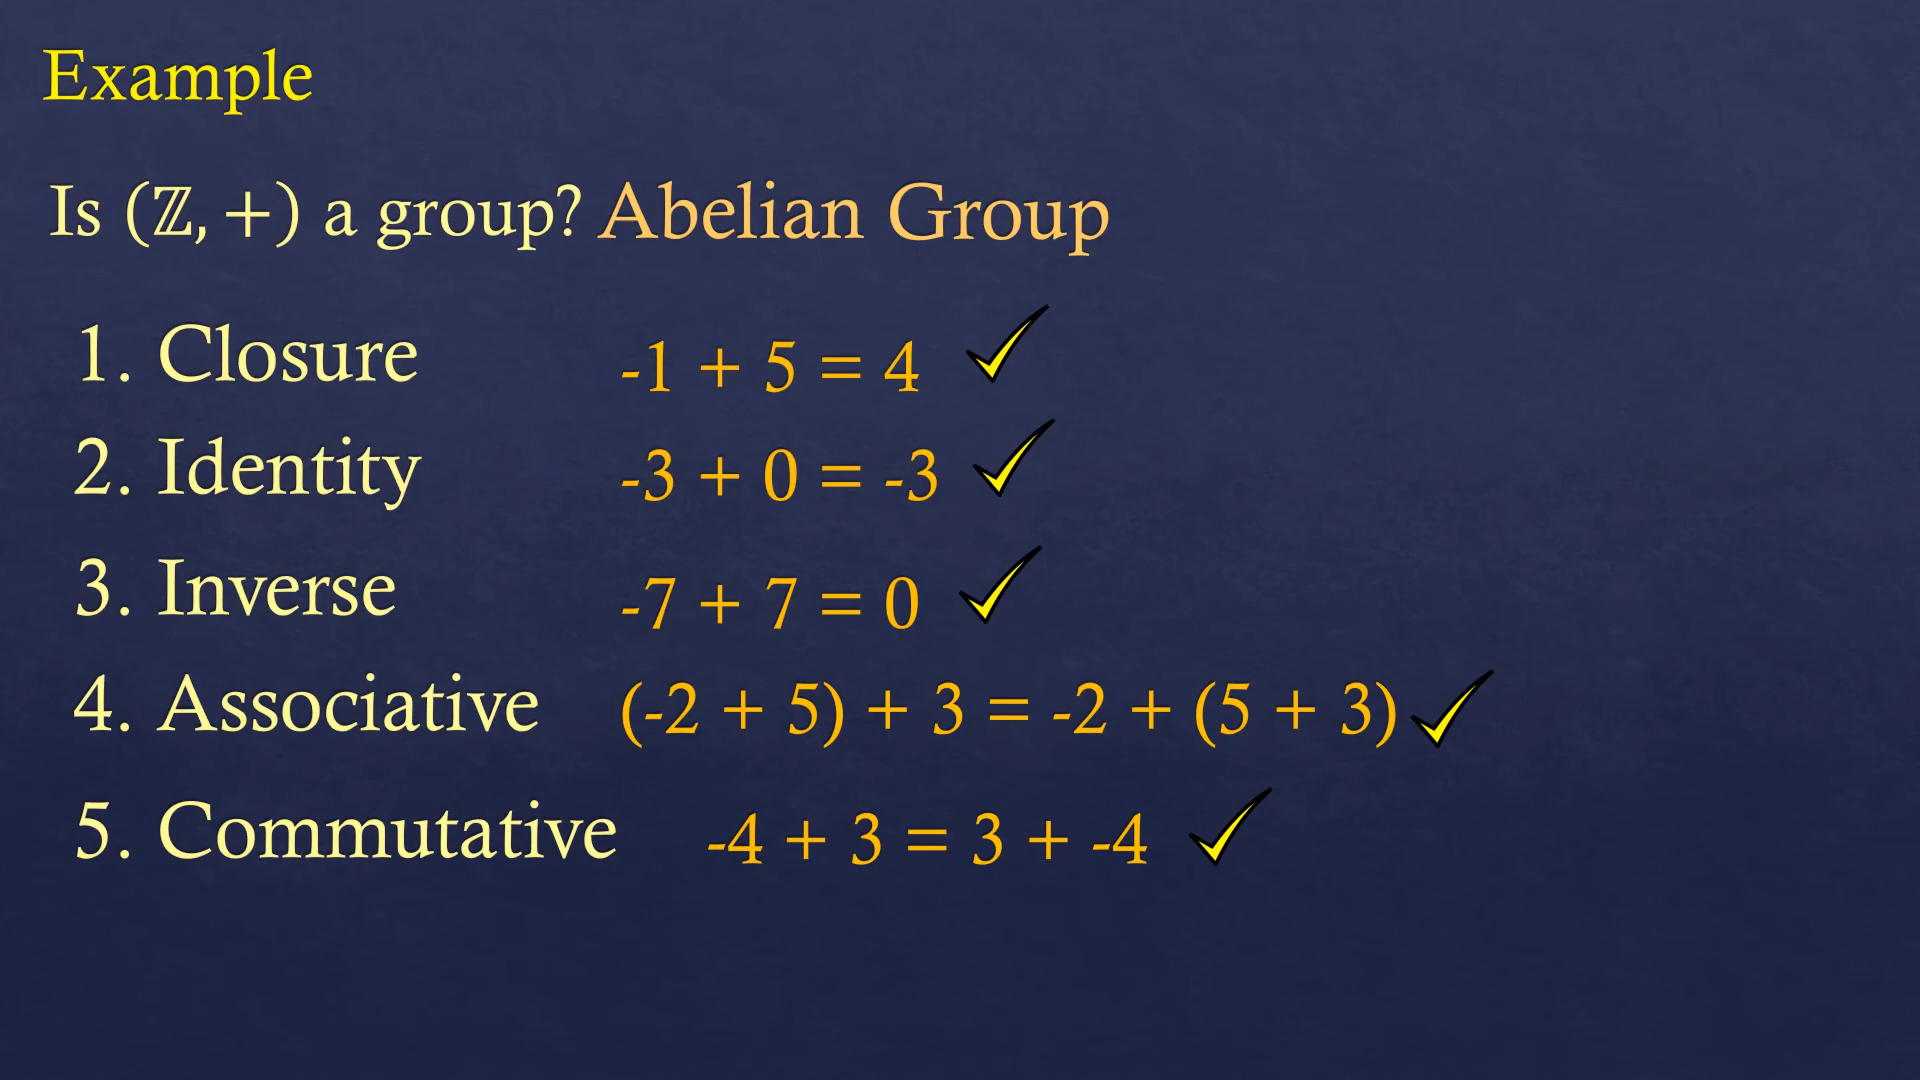 Example
Is (ℤ, +) a group? Abelian Group
1. Closure -1 + 5 = 4
2. Identity -3 + 0 = -3
3. Inverse -7 + 7 = 0
4. Associative (-2 + 5) + 3 = -2 + (5 + 3)
5. Commutative -4 + 3 = 3 + -4